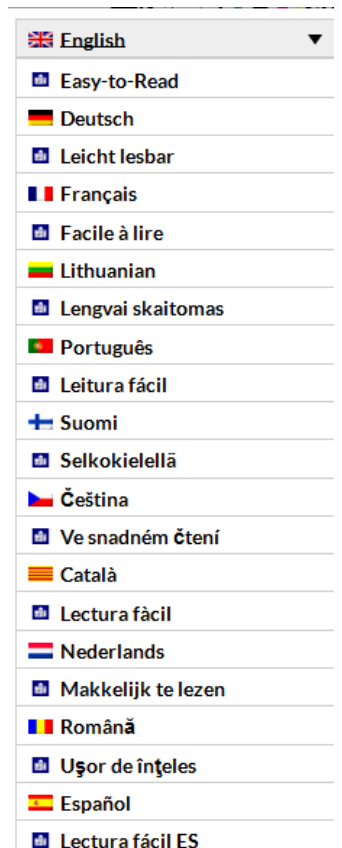 English
Easy-to-Read
Deutsch
Leicht lesbar
Français
Facile à lire
Lithuanian
Lengvai skaitomas
Português
Leitura fácil
Suomi
Selkokielellä
Čeština
Ve snadném čtení
Català
Lectura fàcil
Nederlands
Makkelijk te lezen
Română
Uşor de înţeles
Español
Lectura fácil ES